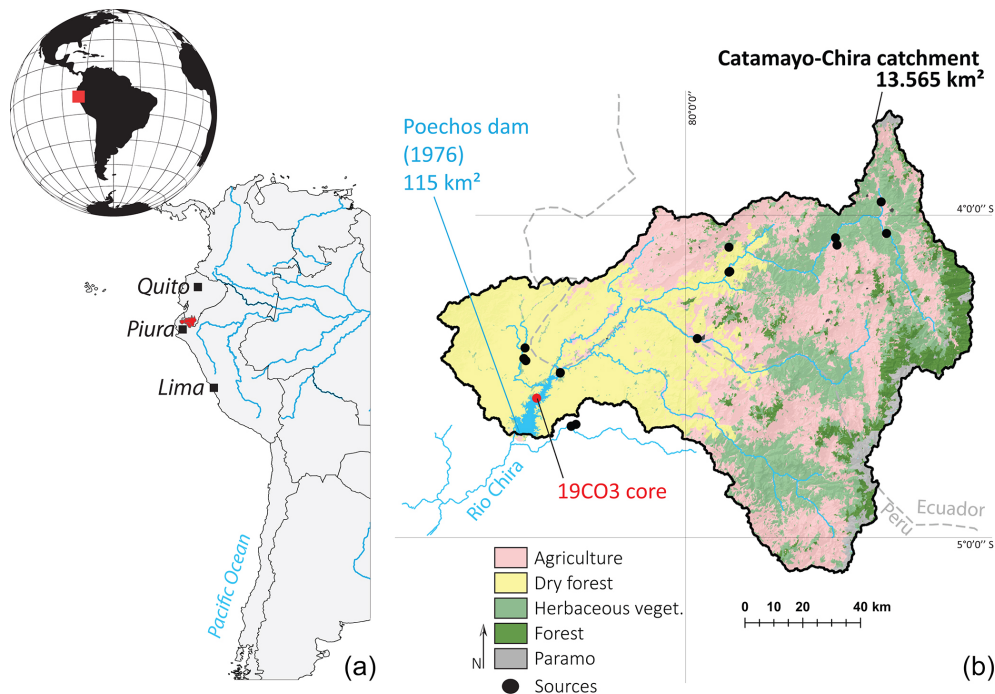 Quito
Piura
Lima
Pacific Ocean
(a)
Catamayo-Chira catchment
13.565 km²
Poechos dam
(1976)
115 km²
80°0'0''
4°0'0'' S
19CO3 core
Rio Chira
Ecuador
Peru
5°0'0'' S
Agriculture
Dry forest
Herbaceous veget.
Forest
Paramo
Sources
N
0 10 20 40 km
(b)